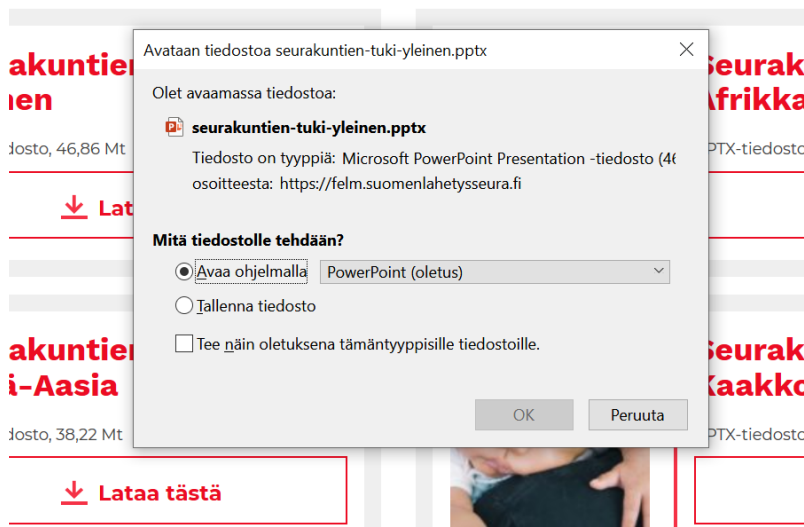 Avataan tiedostoa seurakuntien-tuki-yleinen.pptx
Olet avaamassa tiedostoa:
seurakuntien-tuki-yleinen.pptx
Tiedosto on tyyppiä: Microsoft PowerPoint Presentation -tiedosto (46
osoitteesta: https://felm.suomenlahetysseura.fi
Mitä tiedostolle tehdään?
Avaa ohjelmalla PowerPoint (oletus)
Tallenna tiedosto
Tee näin oletuksena tämäntyyppisille tiedostoille.
OK Peruuta
akuntien
nen
dosto, 46,86 Mt
Lata
Seurak
Afrikka
PTX-tiedosto
akuntien
ä-Aasia
dosto, 38,22 Mt
Lataa tästä
Seurak
Kaakko
PTX-tiedosto